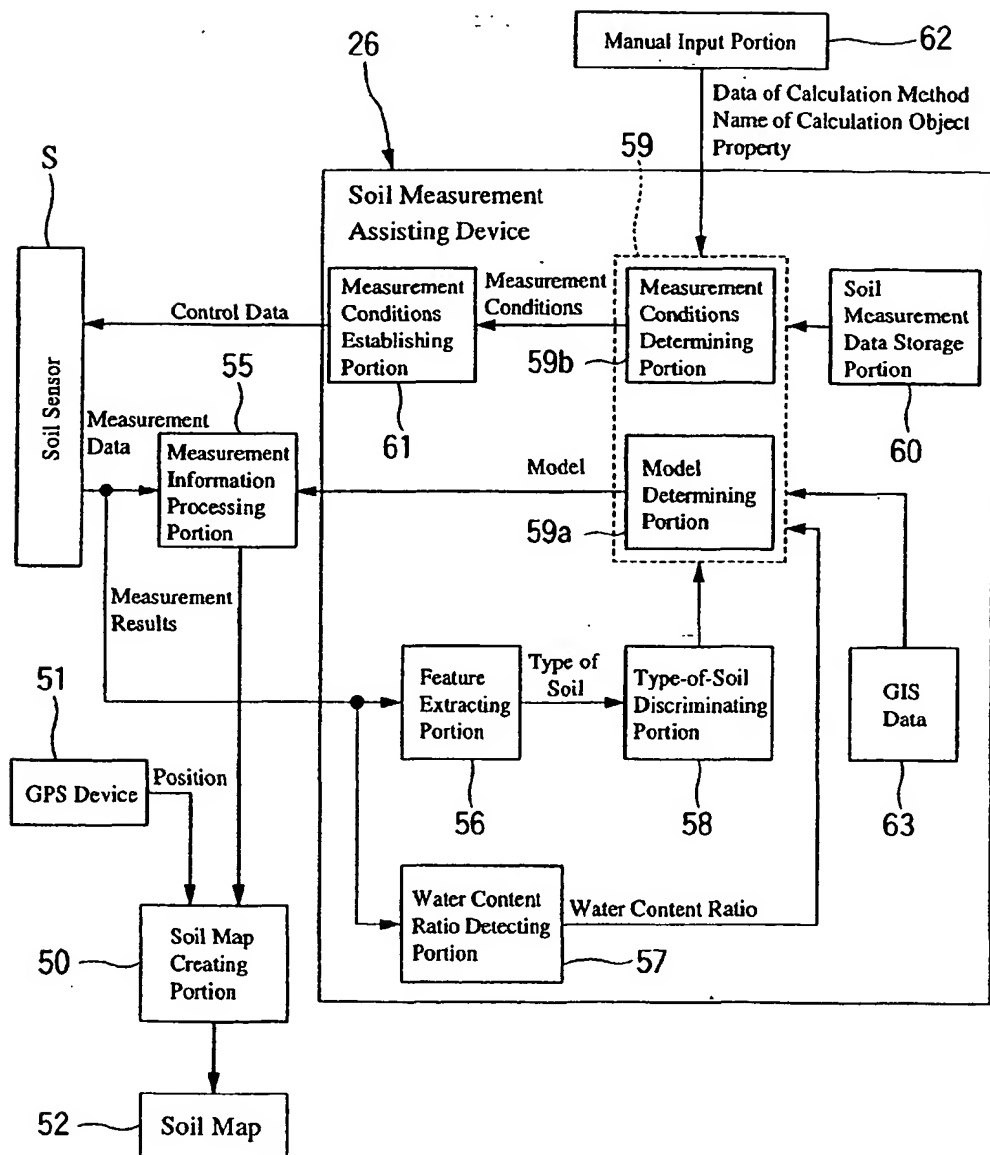 26
Manual Input Portion
62
Data of Calculation Method
Name of Calculation Object
Property
S
59
Soil Measurement
Assisting Device
Soil Sensor
Control Data
Measurement
Conditions
Establishing
Portion
61
Measurement
Conditions
Measurement
Conditions
Determining
Portion
59b
Soil
Measurement
Data Storage
Portion
60
55
Measurement
Data
Measurement
Information
Processing
Portion
Model
Model
Determining
Portion
59a
Measurement
Results
Feature
Extracting
Portion
56
Type of
Soil
Type-of-Soil
Discriminating
Portion
58
GIS
Data
63
51
GPS Device
Position
Water Content
Ratio Detecting
Portion
57
Water Content Ratio
50
Soil Map
Creating
Portion
52
Soil Map